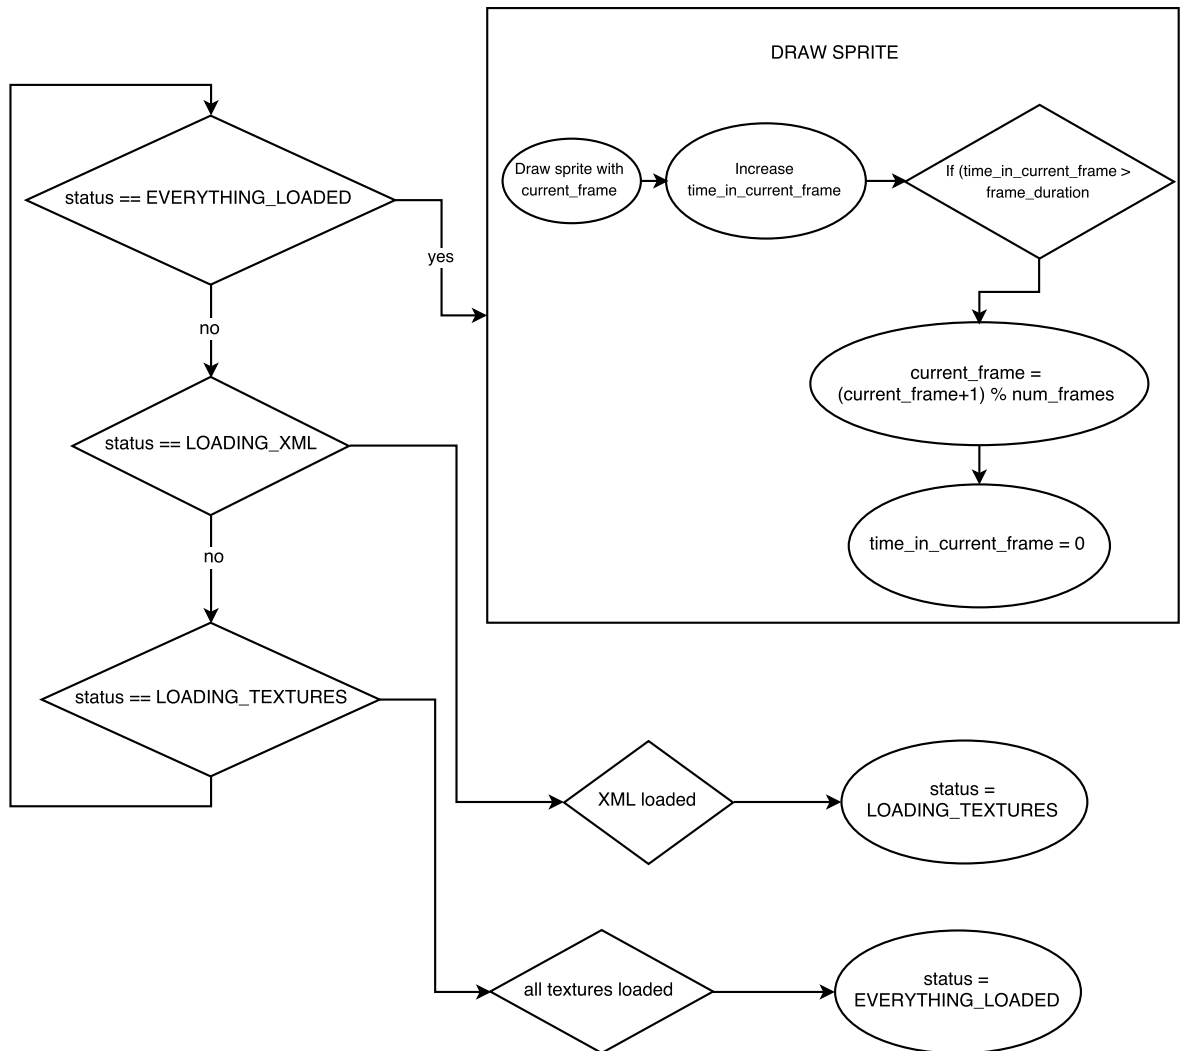 DRAW SPRITE
Draw sprite with
current_frame
Increase
time_in_current_frame
If (time_in_current_frame >
frame_duration
status == EVERYTHING_LOADED
yes
no
current_frame =
(current_frame+1) % num_frames
status == LOADING_XML
no
time_in_current_frame = 0
status == LOADING_TEXTURES
XML loaded
status =
LOADING_TEXTURES
all textures loaded
status =
EVERYTHING_LOADED